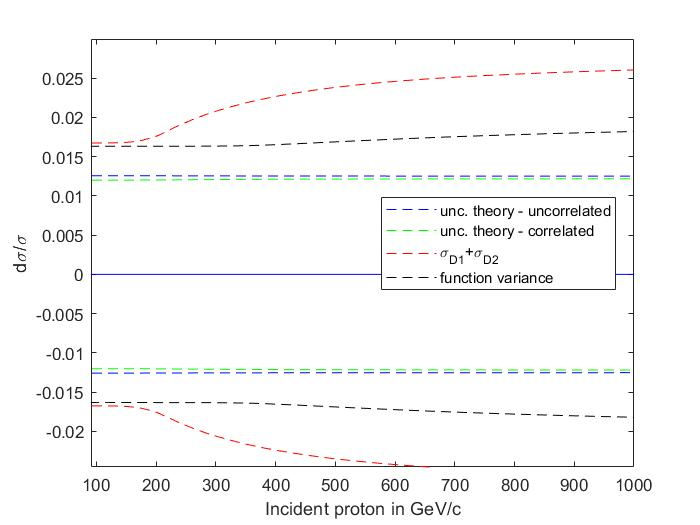 0.025
0.02
0.015
0.01
0.005
0
-0.005
-0.01
-0.015
-0.02
dσ/σ
unc. theory - uncorrelated
unc. theory - correlated
σD1+σD2
function variance
100 200 300 400 500 600 700 800 900 1000
Incident proton in GeV/c